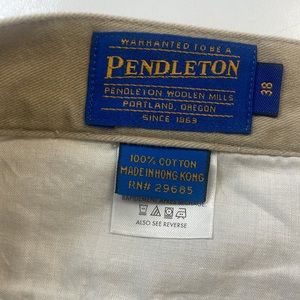 WARRANTED TO BE A
PENDLETON
PENDLETON WOOLEN MILLS
PORTLAND, OREGON
SINCE 1863
38
100% COTTON
MADE IN HONG KONG
RN# 29685
ALSO SEE REVERSE